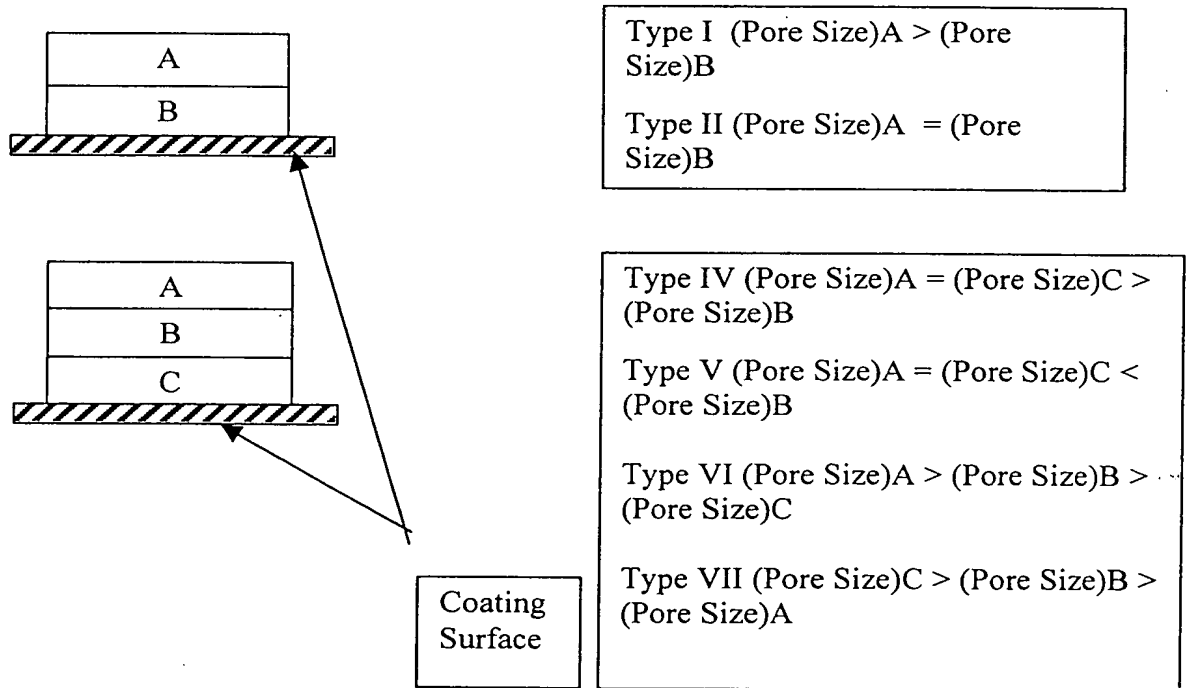 A
B
Type I (Pore Size)A > (Pore
Size)B
Type II (Pore Size)A = (Pore
Size)B
A
B
C
Type IV (Pore Size)A = (Pore Size)C >
(Pore Size)B
Type V (Pore Size)A = (Pore Size)C <
(Pore Size)B
Type VI (Pore Size)A > (Pore Size)B >
(Pore Size)C
Type VII (Pore Size)C > (Pore Size)B >
(Pore Size)A
Coating
Surface